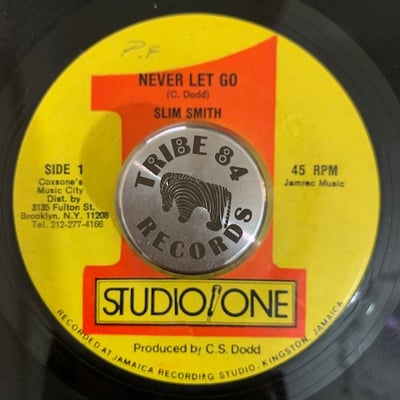 P.4
NEVER LET GO
(C. Dodd)
SLIM SMITH
SIDE 1
Coxsone's
Music City
Dist. by
3135 Fulton St.
Brooklyn, N.Y. 11208
Tel. 212-277-4166
45 RPM
Jamrec Music
TRIBE 84
RECORDS
STUDIO ONE
Produced by C.S. Dodd
RECORDED AT JAMAICA RECORDING STUDIO - KINGSTON, JAMAICA.